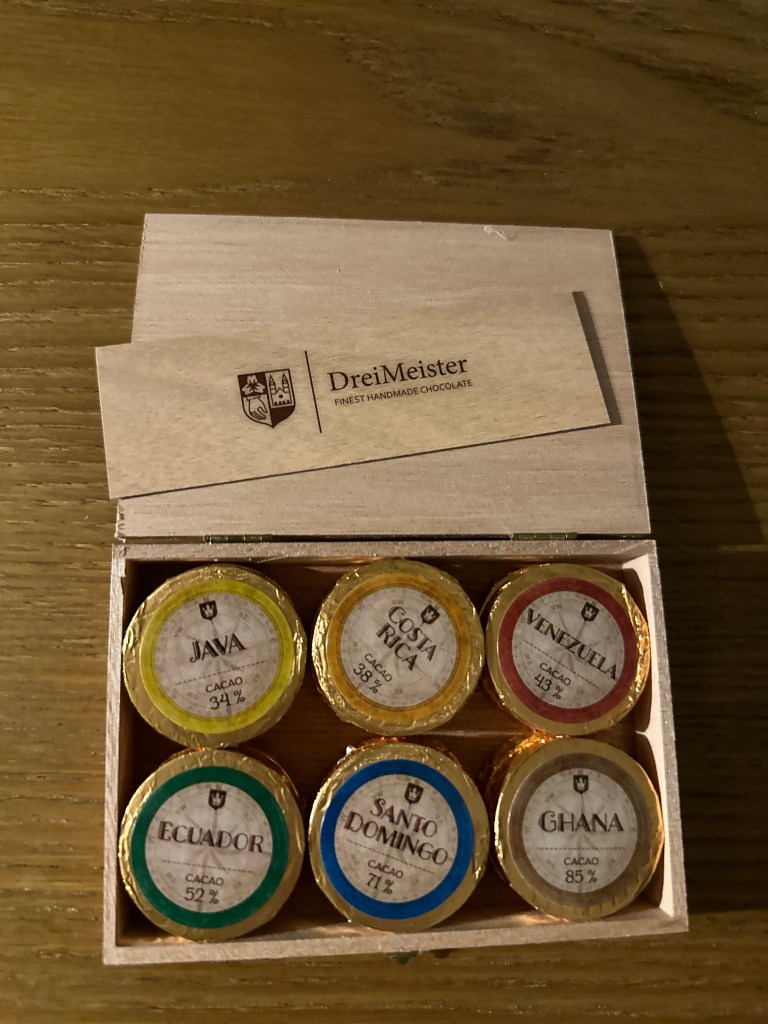 DreiMeister
FINEST HANDMADE CHOCOLATE
JAVA
CACAO
34 %
COSTA
RICA
CACAO
38 %
VENEZUELA
CACAO
43 %
ECUADOR
CACAO
52 %
SANTO
DOMINGO
CACAO
71 %
GHANA
CACAO
85 %